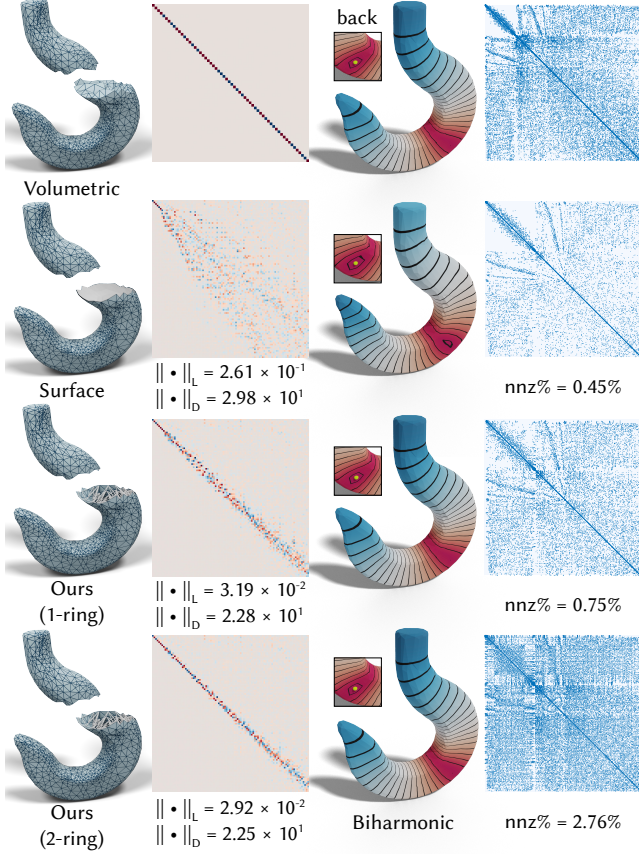 back
Volumetric
Surface
‖ • ‖L = 2.61 × 10⁻¹
‖ • ‖D = 2.98 × 10¹
nnz% = 0.45%
Ours
(1-ring)
‖ • ‖L = 3.19 × 10⁻²
‖ • ‖D = 2.28 × 10¹
nnz% = 0.75%
Ours
(2-ring)
‖ • ‖L = 2.92 × 10⁻²
‖ • ‖D = 2.25 × 10¹
Biharmonic
nnz% = 2.76%